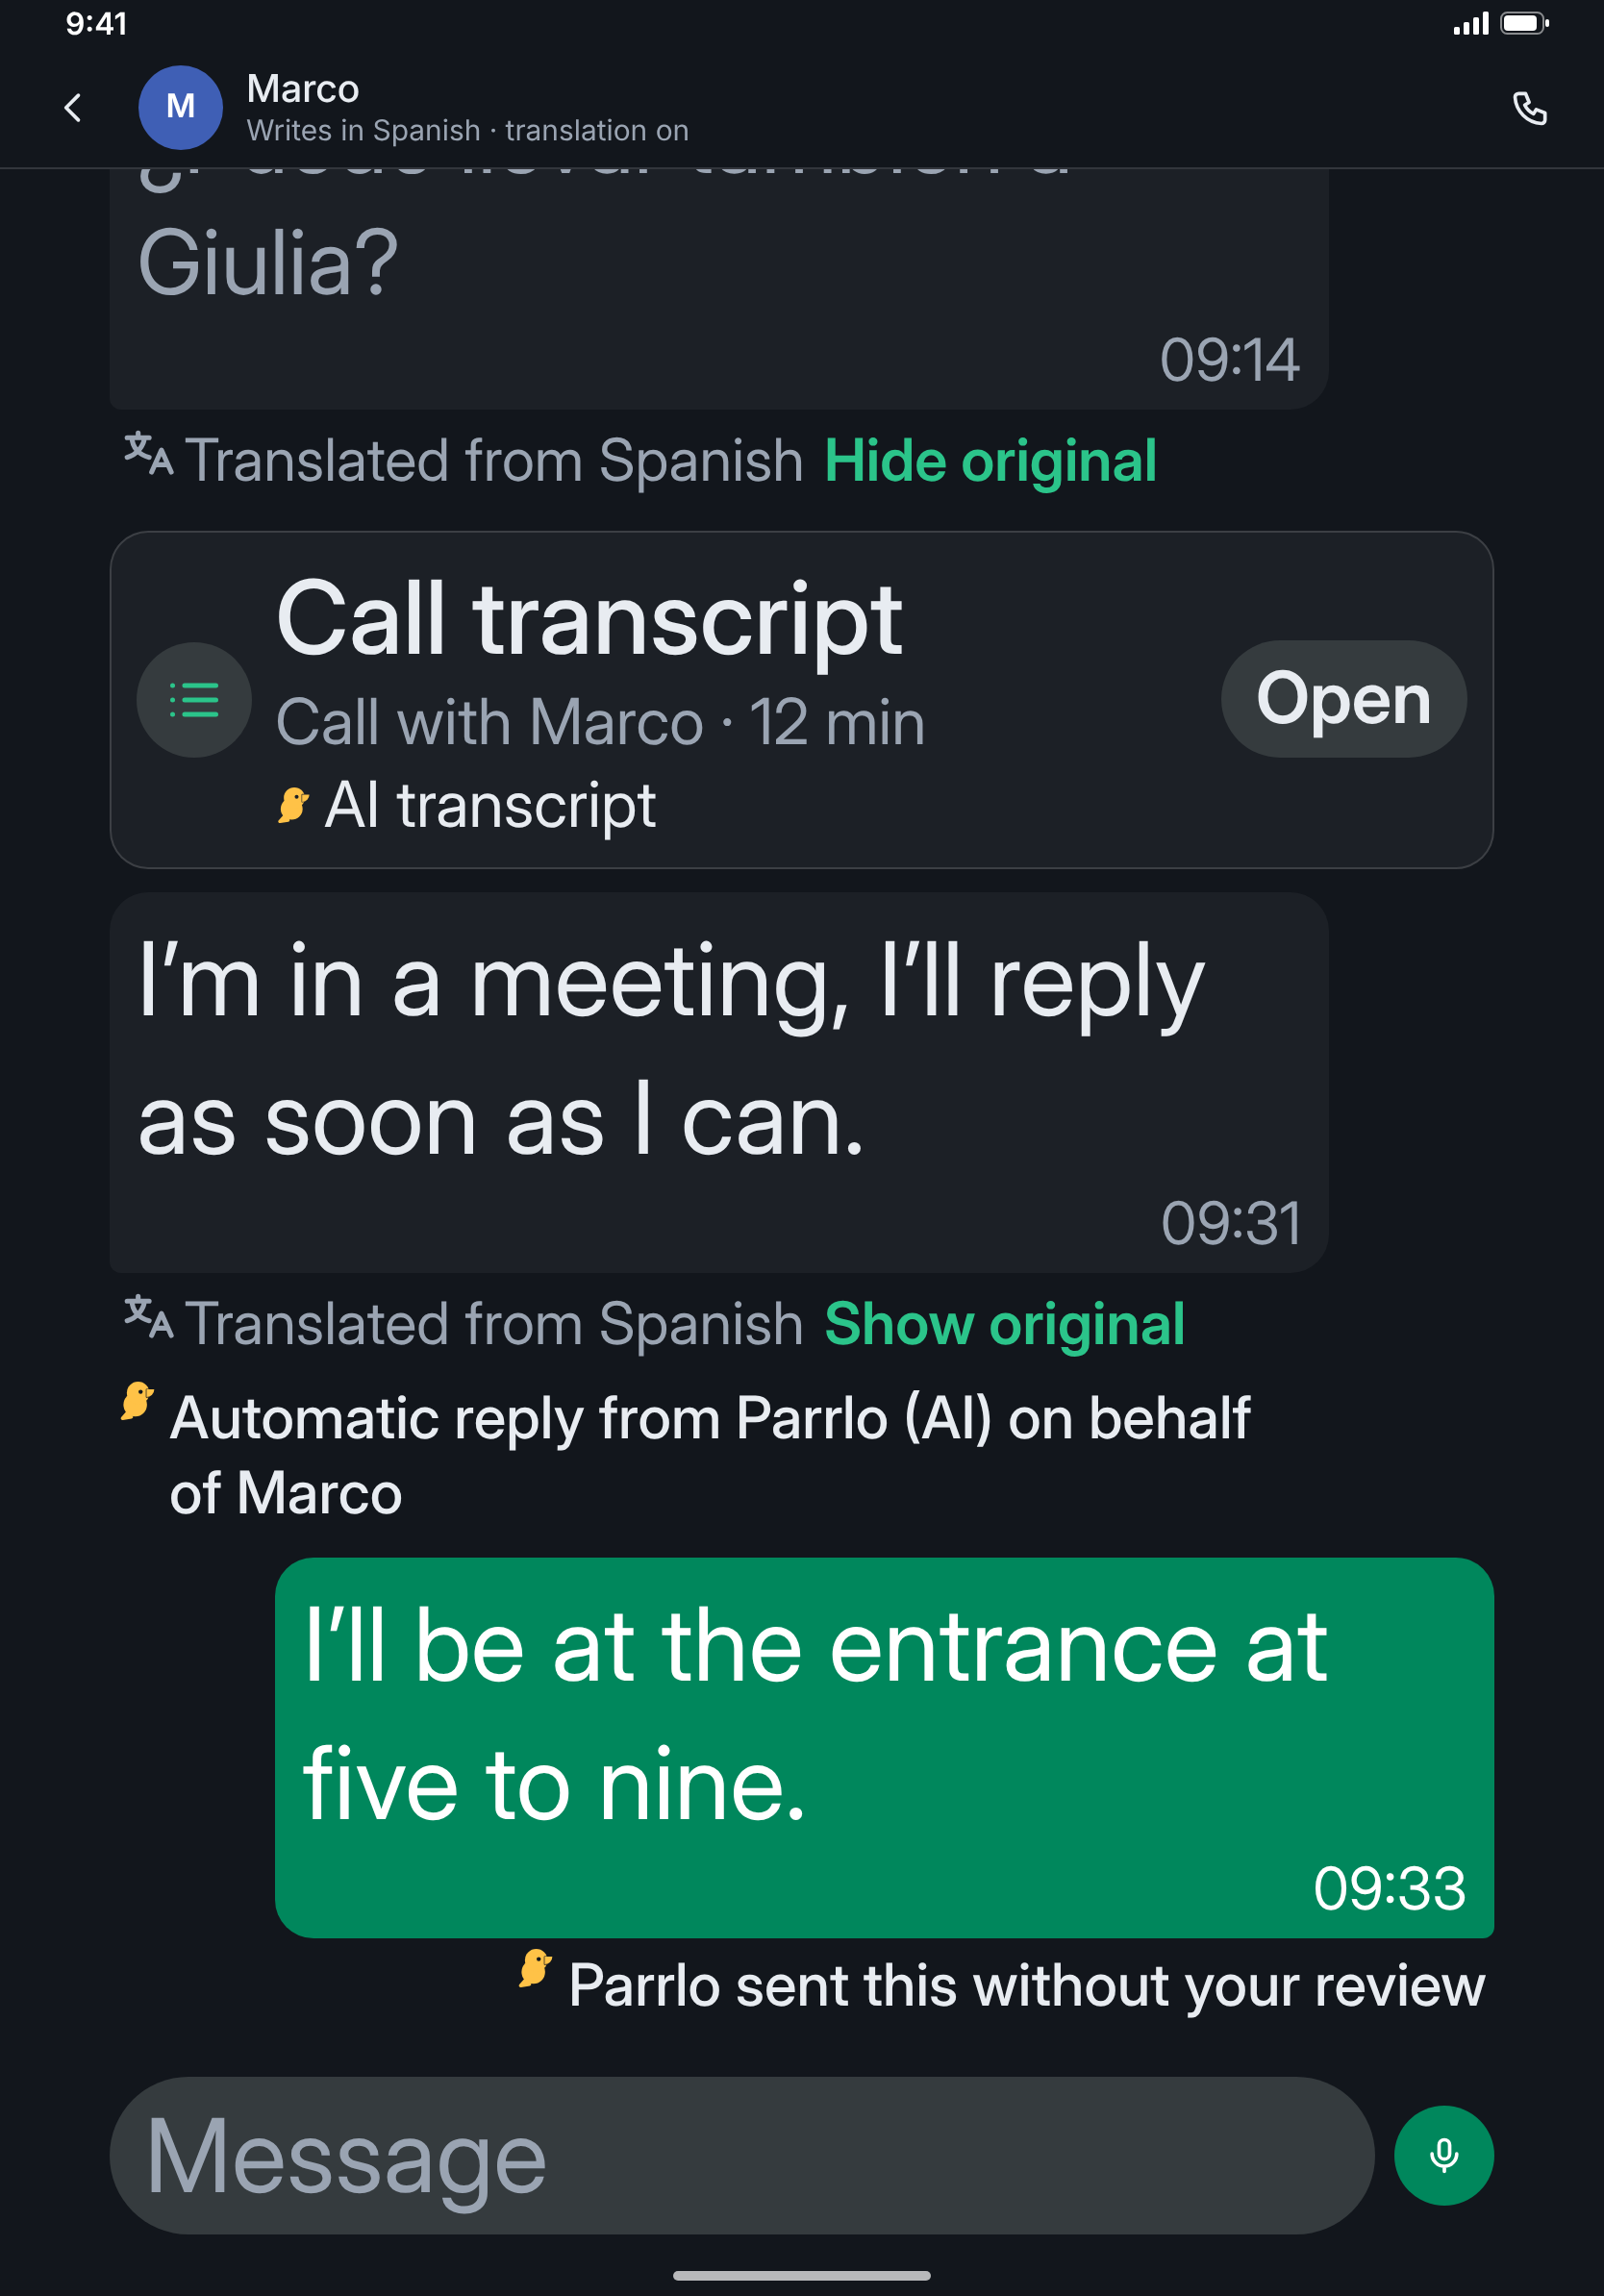 9:41
M
Marco
Writes in Spanish · translation on
Giulia?
09:14
Translated from Spanish Hide original
Call transcript
Call with Marco · 12 min
AI transcript
Open
I’m in a meeting, I’ll reply
as soon as I can.
09:31
Translated from Spanish Show original
Automatic reply from Parrlo (AI) on behalf
of Marco
I’ll be at the entrance at
five to nine.
09:33
Parrlo sent this without your review
Message